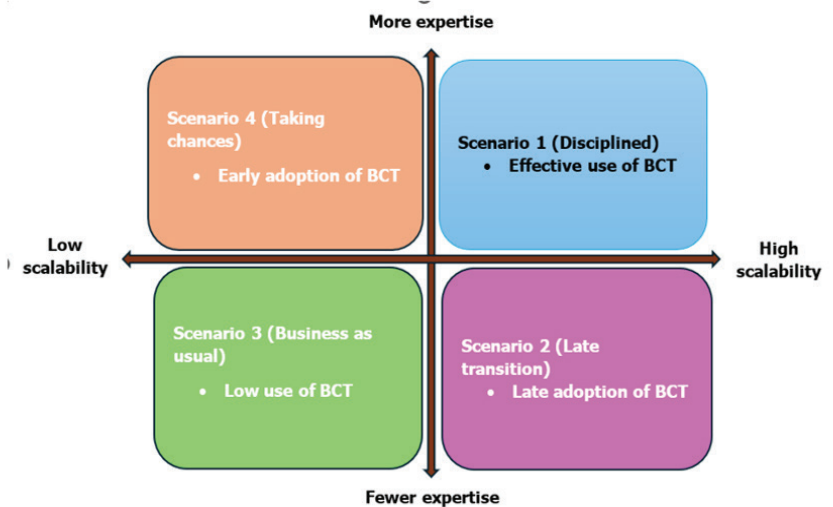 More expertise
Scenario 4 (Taking
chances)
• Early adoption of BCT
Scenario 1 (Disciplined)
• Effective use of BCT
Low
scalability
High
scalability
Scenario 3 (Business as
usual)
• Low use of BCT
Scenario 2 (Late
transition)
• Late adoption of BCT
Fewer expertise